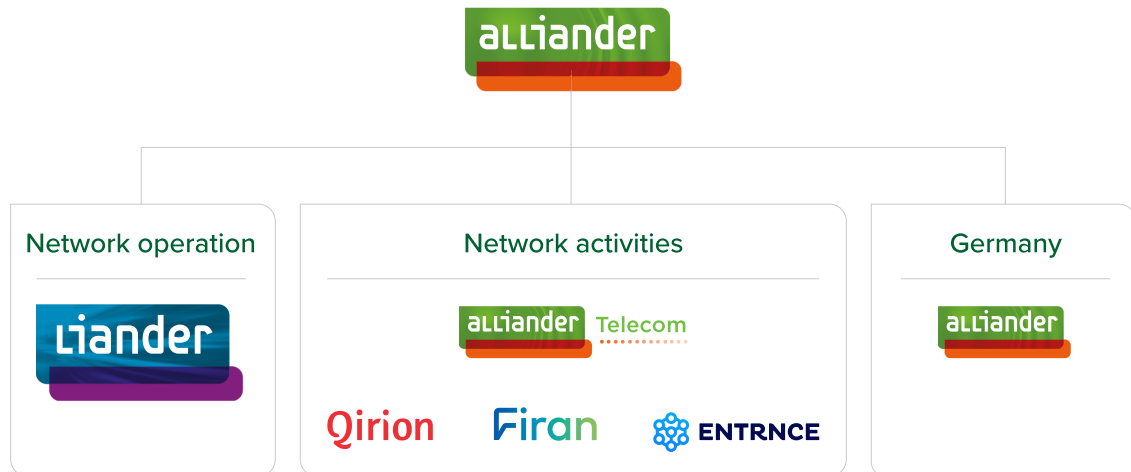 alliander
Network operation
Network activities
Germany
Liander
alliander Telecom
alliander
Qirion
Firan
ENTRNCE